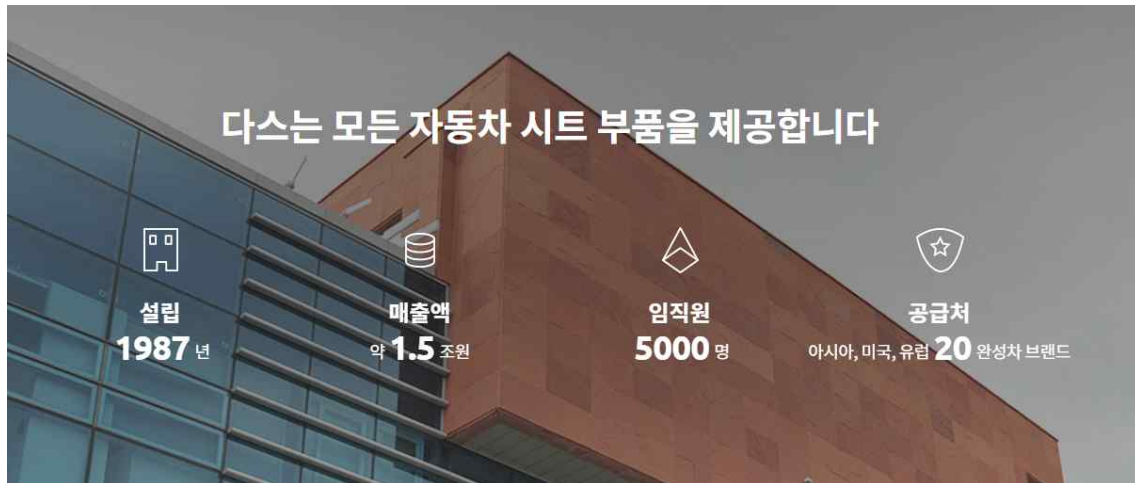 다스는 모든 자동차 시트 부품을 제공합니다
설립
1987 년
매출액
약 1.5 조원
임직원
5000 명
공급처
아시아, 미국, 유럽 20 완성차 브랜드